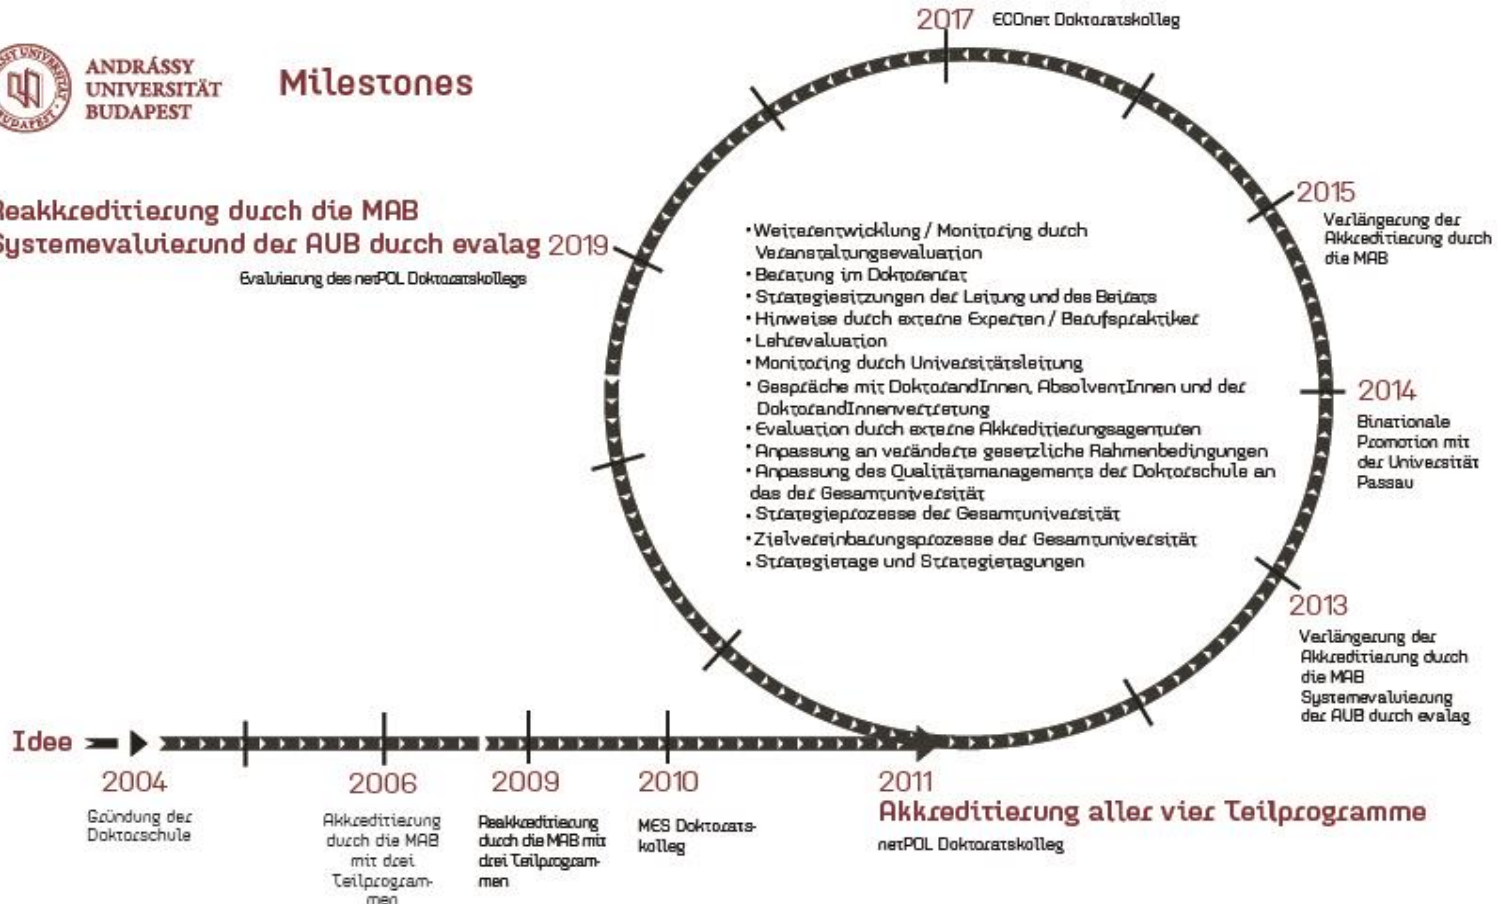 ANDRÁSSY
UNIVERSITÄT
BUDAPEST
Milestones
2017 ECOnet Doktoratskolleg
Reakkreditierung durch die MAB
Systemevaluierund der AUB durch evalag 2019
Evaluierung des netPOL Doktoratskollegs
2015
Verlängerung der
Akkreditierung durch
die MAB
• Weiterentwicklung / Monitoring durch
Veranstaltungsevaluation
• Beratung im Doktorenrat
• Strategiesitzungen der Leitung und des Beirats
• Hinweise durch externe Experten / Berufspraktiker
• Lehrevaluation
• Monitoring durch Universitätsleitung
• Gespräche mit DoktorandInnen, AbsolventInnen und der
DoktorandInnenvertretung
• Evaluation durch externe Akkreditierungsagenturen
• Anpassung an veränderte gesetzliche Rahmenbedingungen
• Anpassung des Qualitätsmanagements der Doktorschule an
das der Gesamtuniversität
• Strategieprozesse der Gesamtuniversität
• Zielvereinbarungsprozesse der Gesamtuniversität
• Strategietage und Strategietagungen
2014
Binationale
Promotion mit
der Universität
Passau
2013
Verlängerung der
Akkreditierung durch
die MAB
Systemevaluierung
der AUB durch evalag
Idee
2004
Gründung der
Doktorschule
2006
Akkreditierung
durch die MAB
mit drei
Teilprogram-
men
2009
Reakkreditierung
durch die MAB mit
drei Teilprogram-
men
2010
MES Doktorats-
kolleg
2011
Akkreditierung aller vier Teilprogramme
netPOL Doktoratskolleg